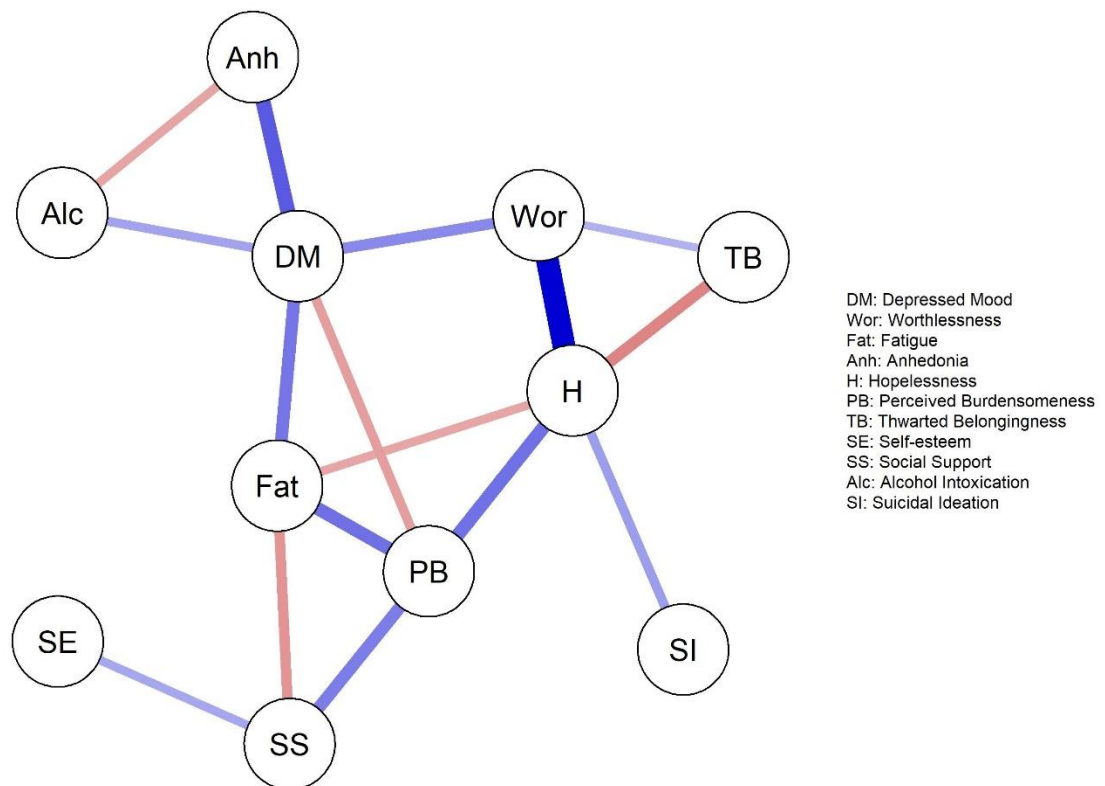 Anh
Alc
DM
Wor
TB
H
Fat
PB
SE
SI
SS
DM: Depressed Mood
Wor: Worthlessness
Fat: Fatigue
Anh: Anhedonia
H: Hopelessness
PB: Perceived Burdensomeness
TB: Thwarted Belongingness
SE: Self-esteem
SS: Social Support
Alc: Alcohol Intoxication
SI: Suicidal Ideation